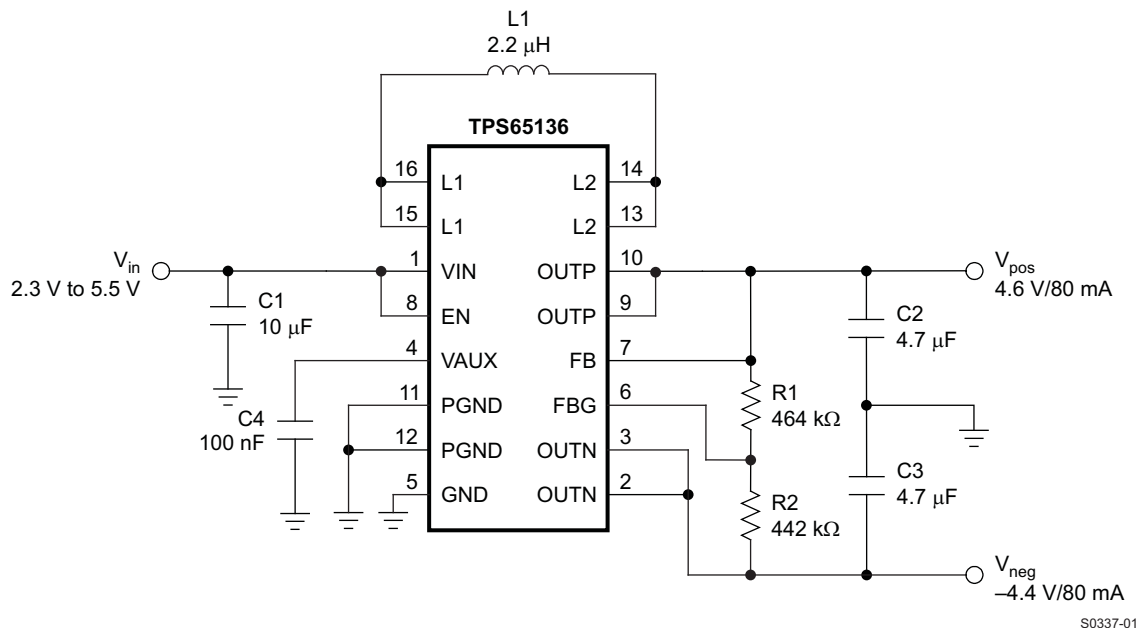 L1
2.2 μH
TPS65136
16 L1 L2 14
15 L1 L2 13
Vin
2.3 V to 5.5 V
1 VIN OUTP 10
Vpos
4.6 V/80 mA
C1
10 μF
8 EN OUTP 9
C2
4.7 μF
4 VAUX FB 7
C4
100 nF
11 PGND FBG 6
R1
464 kΩ
12 PGND OUTN 3
5 GND OUTN 2
C3
4.7 μF
R2
442 kΩ
Vneg
–4.4 V/80 mA
S0337-01